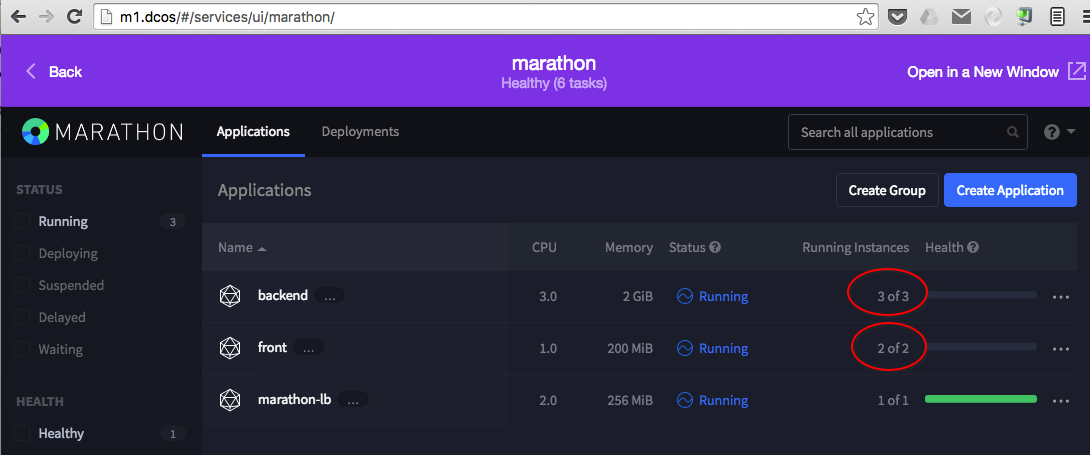 m1.dcos/#/services/ui/marathon/
Back
marathon
Healthy (6 tasks)
Open in a New Window
MARATHON
Applications
Deployments
Search all applications
STATUS
Running 3
Deploying
Suspended
Delayed
Waiting
HEALTH
Healthy 1
Applications
Create Group
Create Application
Name CPU Memory Status Running Instances Health
backend ... 3.0 2 GiB Running 3 of 3
front ... 1.0 200 MiB Running 2 of 2
marathon-lb ... 2.0 256 MiB Running 1 of 1